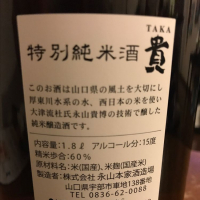 TAKA
特別純米酒 貴
このお酒は山口県の風土を大切にし
厚東川水系の水、西日本の米を使い
大津流杜氏永山貴博の技術で醸した
純米醸造酒です。
内容量：1.8ℓ アルコール分：15度
精米歩合：60%
原材料名：米(国産)、米麹(国産米)
製造者：株式会社 永山本家酒造場
山口県宇部市車地138番地
TEL 0836-62-0088